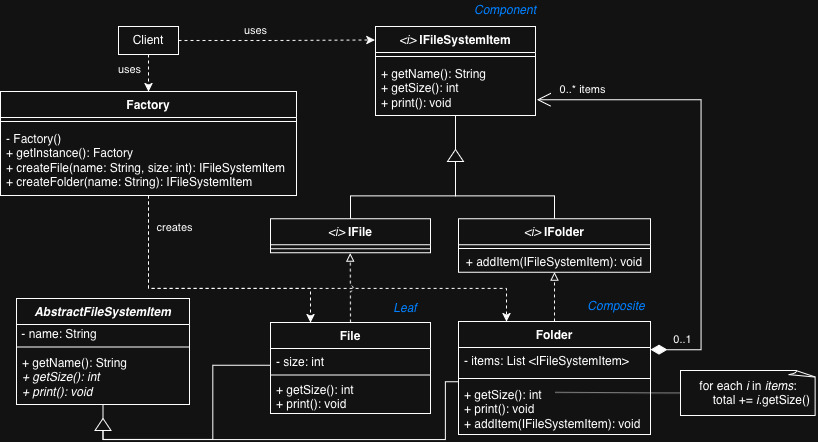 Component
Client
uses
<i> IFileSystemItem
+ getName(): String
+ getSize(): int
+ print(): void
uses
Factory
- Factory()
+ getInstance(): Factory
+ createFile(name: String, size: int): IFileSystemItem
+ createFolder(name: String): IFileSystemItem
0..* items
creates
<i> IFile
<i> IFolder
+ addItem(IFileSystemItem): void
AbstractFileSystemItem
- name: String
+ getName(): String
+ getSize(): int
+ print(): void
Leaf
File
- size: int
+ getSize(): int
+ print(): void
Composite
Folder
- items: List <IFileSystemItem>
+ getSize(): int
+ print(): void
+ addItem(IFileSystemItem): void
0..1
for each i in items:
total += i.getSize()